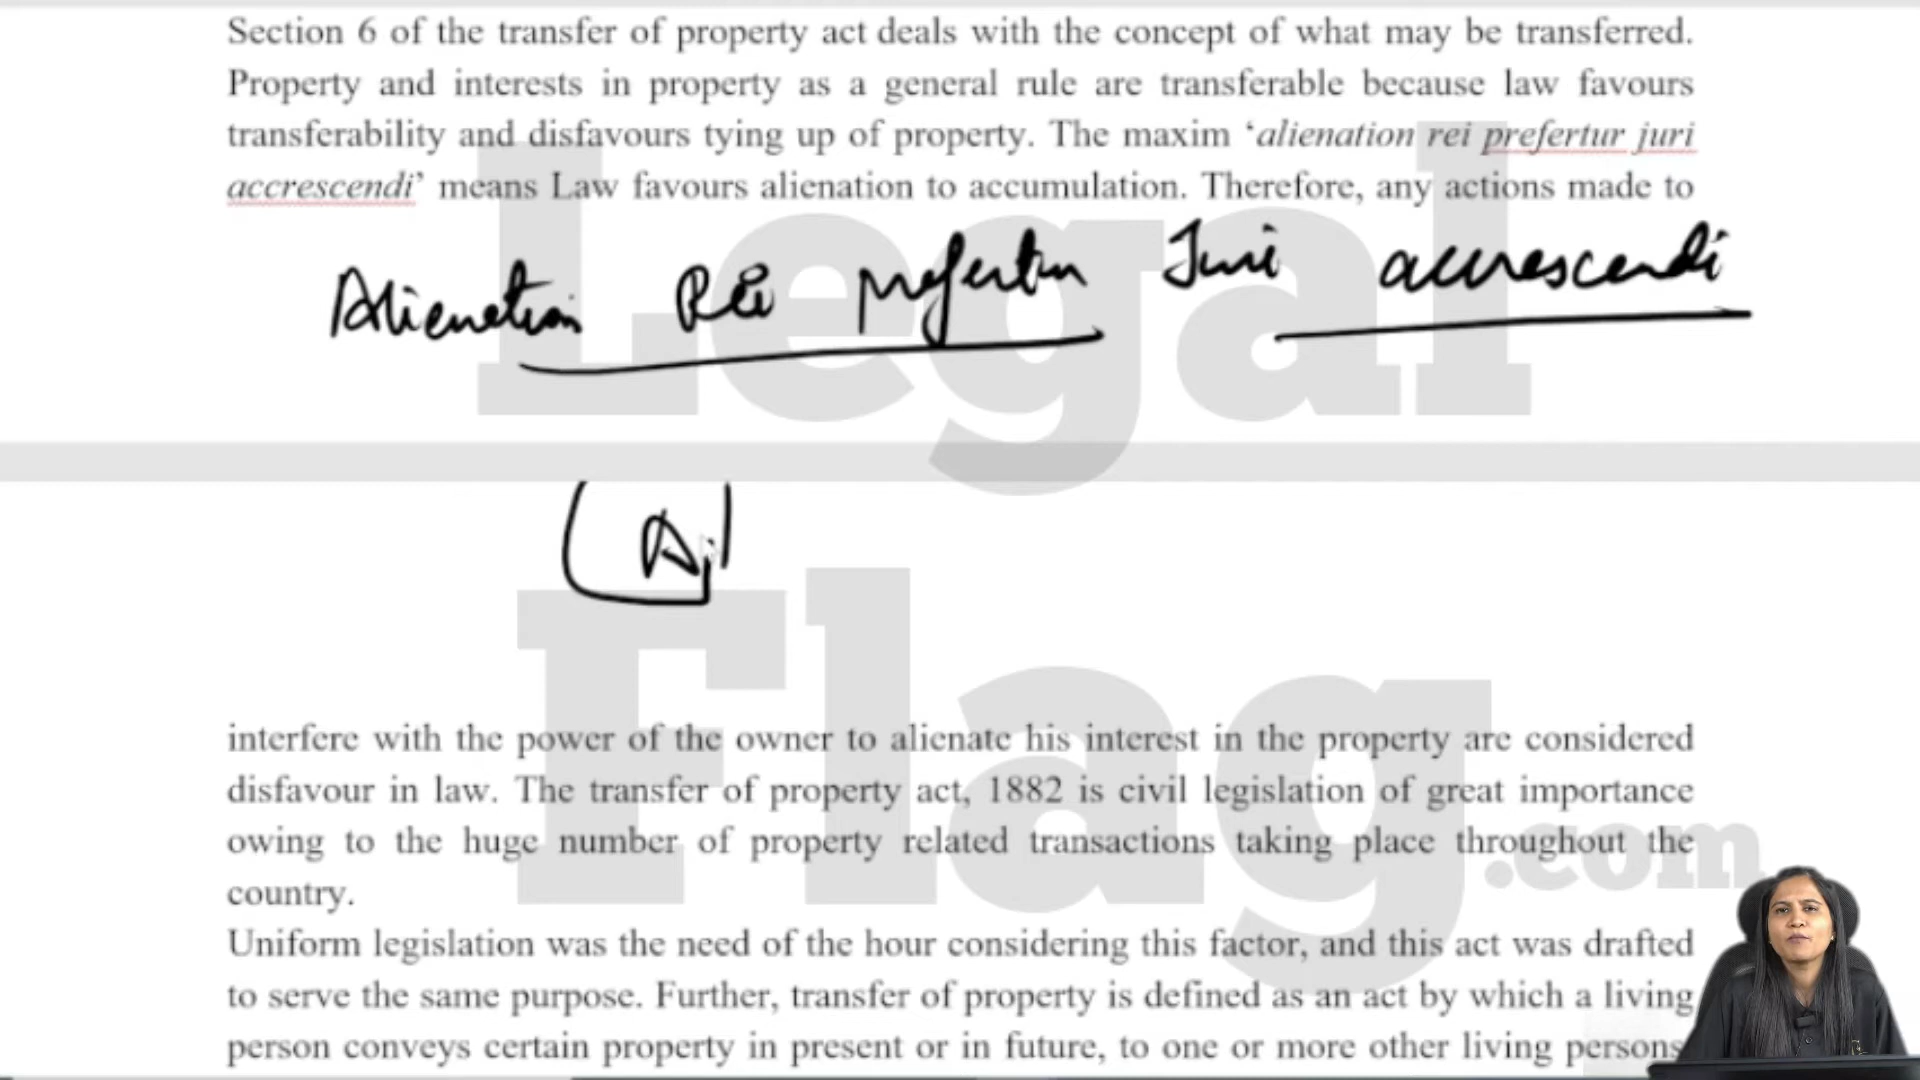 Section 6 of the transfer of property act deals with the concept of what may be transferred.
Property and interests in property as a general rule are transferable because law favours
transferability and disfavours tying up of property. The maxim ‘alienation rei prefertur juri
accrescendi’ means Law favours alienation to accumulation. Therefore, any actions made to
Alienation Rei prefertur Juri accrescendi
Legal
Flag
.com
interfere with the power of the owner to alienate his interest in the property are considered
disfavour in law. The transfer of property act, 1882 is civil legislation of great importance
owing to the huge number of property related transactions taking place throughout the
country.
Uniform legislation was the need of the hour considering this factor, and this act was drafted
to serve the same purpose. Further, transfer of property is defined as an act by which a living
person conveys certain property in present or in future, to one or more other living persons